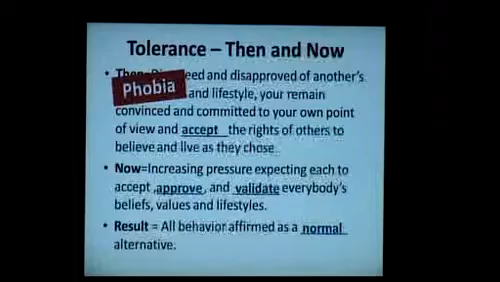 Tolerance – Then and Now
• Then= eed and disapproved of another's
Phobia and lifestyle, your remain
convinced and committed to your own point
of view and accept the rights of others to
believe and live as they chose.
• Now=Increasing pressure expecting each to
accept ,approve, and validate everybody's
beliefs, values and lifestyles.
• Result = All behavior affirmed as a normal
alternative.